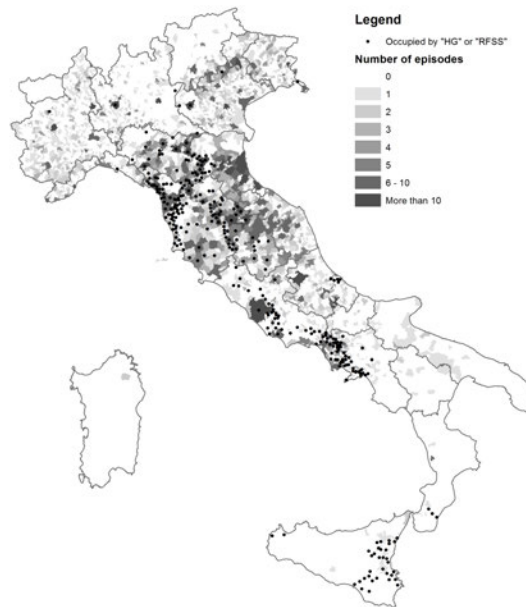 Legend
Occupied by "HG" or "RFSS"
Number of episodes
0
1
2
3
4
5
6 - 10
More than 10